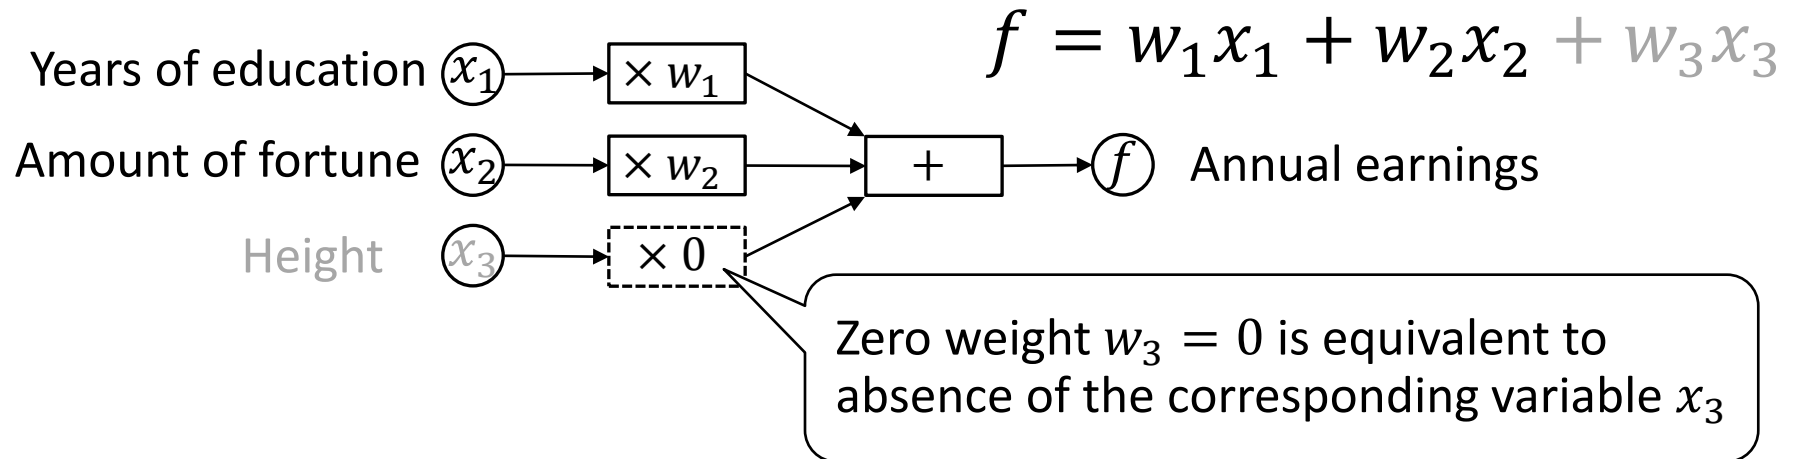 f = w₁x₁ + w₂x₂ + w₃x₃
Years of education x₁ × w₁
Amount of fortune x₂ × w₂ + f Annual earnings
Height x₃ × 0
Zero weight w₃ = 0 is equivalent to
absence of the corresponding variable x₃